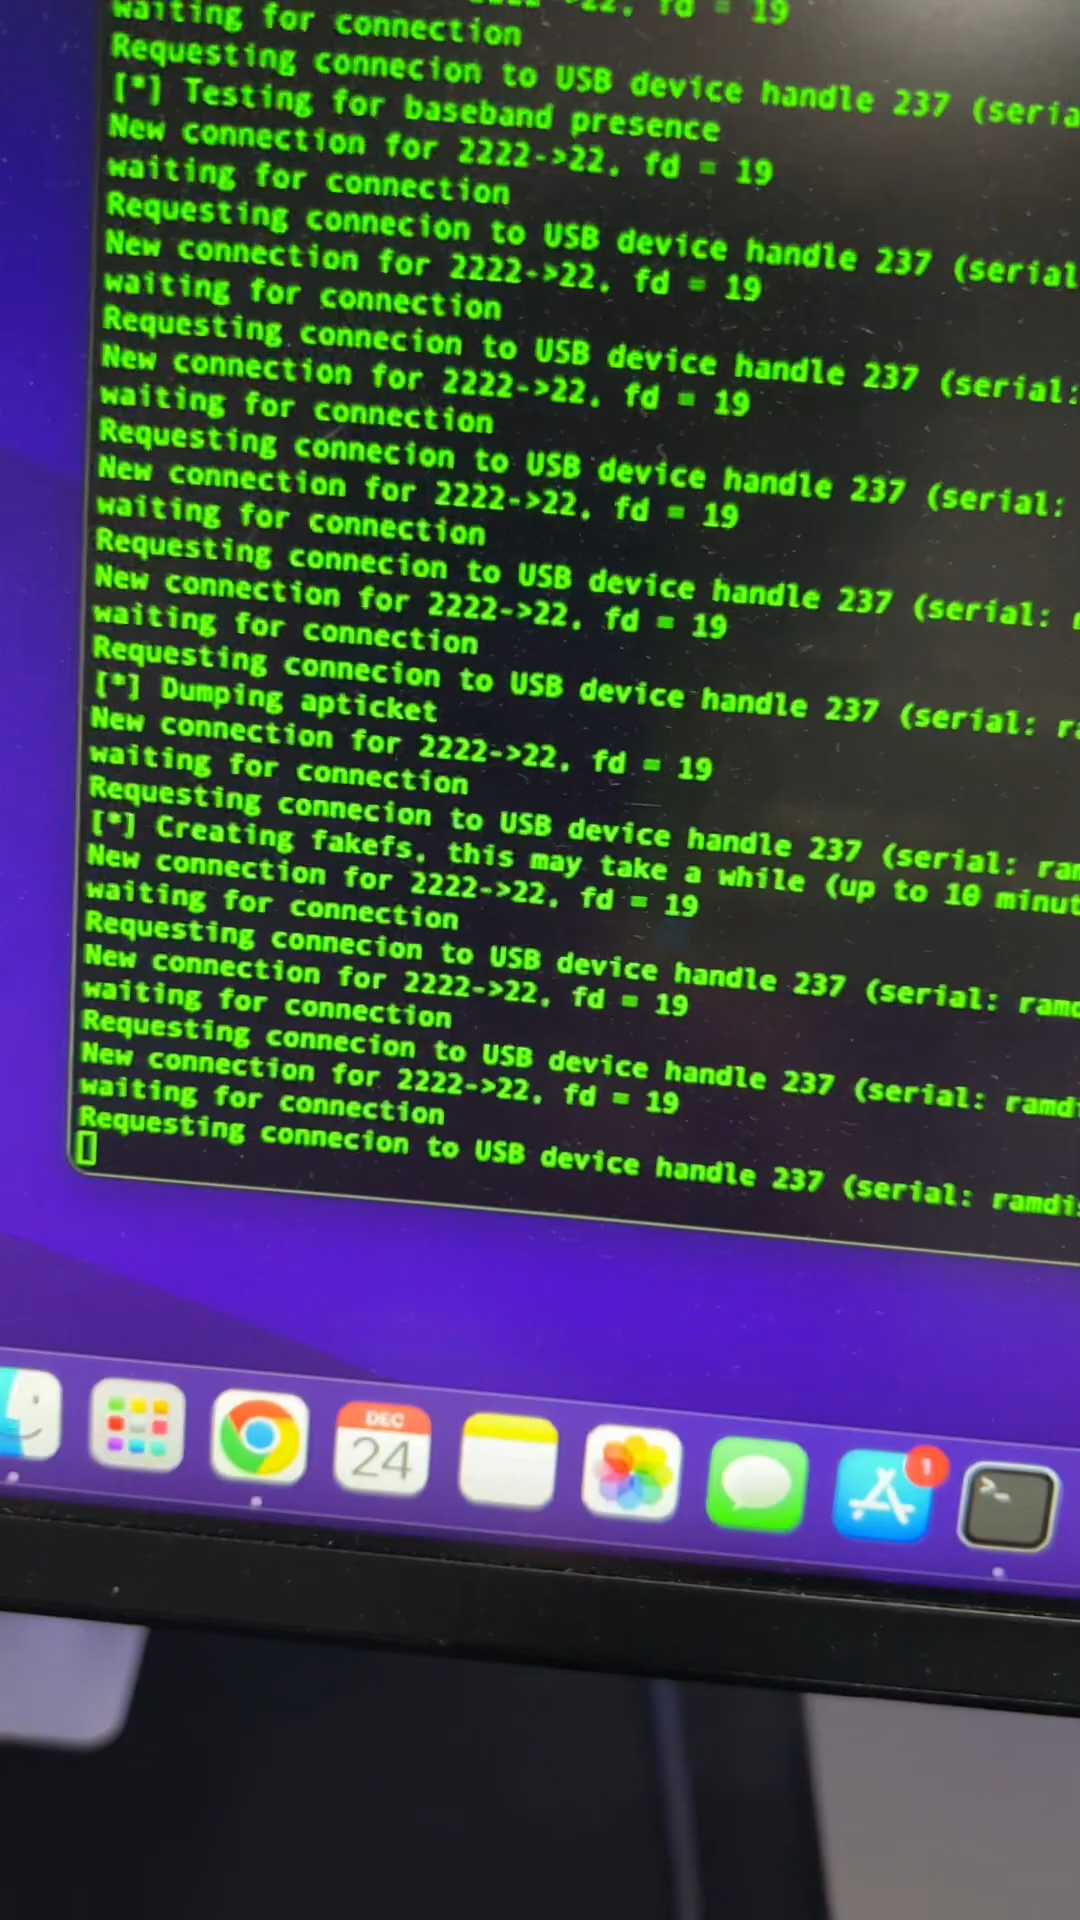 waiting for connection
Requesting connecion to USB device handle 237 (seria
[*] Testing for baseband presence
New connection for 2222->22, fd = 19
waiting for connection
Requesting connecion to USB device handle 237 (serial
New connection for 2222->22, fd = 19
waiting for connection
Requesting connecion to USB device handle 237 (serial:
New connection for 2222->22, fd = 19
waiting for connection
Requesting connecion to USB device handle 237 (serial:
New connection for 2222->22, fd = 19
waiting for connection
Requesting connecion to USB device handle 237 (serial: r
New connection for 2222->22, fd = 19
waiting for connection
Requesting connecion to USB device handle 237 (serial: ra
[*] Dumping apticket
New connection for 2222->22, fd = 19
waiting for connection
Requesting connecion to USB device handle 237 (serial: ram
[*] Creating fakefs, this may take a while (up to 10 minut
New connection for 2222->22, fd = 19
waiting for connection
Requesting connecion to USB device handle 237 (serial: ramd
New connection for 2222->22, fd = 19
waiting for connection
Requesting connecion to USB device handle 237 (serial: ramdi
New connection for 2222->22, fd = 19
waiting for connection
Requesting connecion to USB device handle 237 (serial: ramdis
DEC
24
1
>_